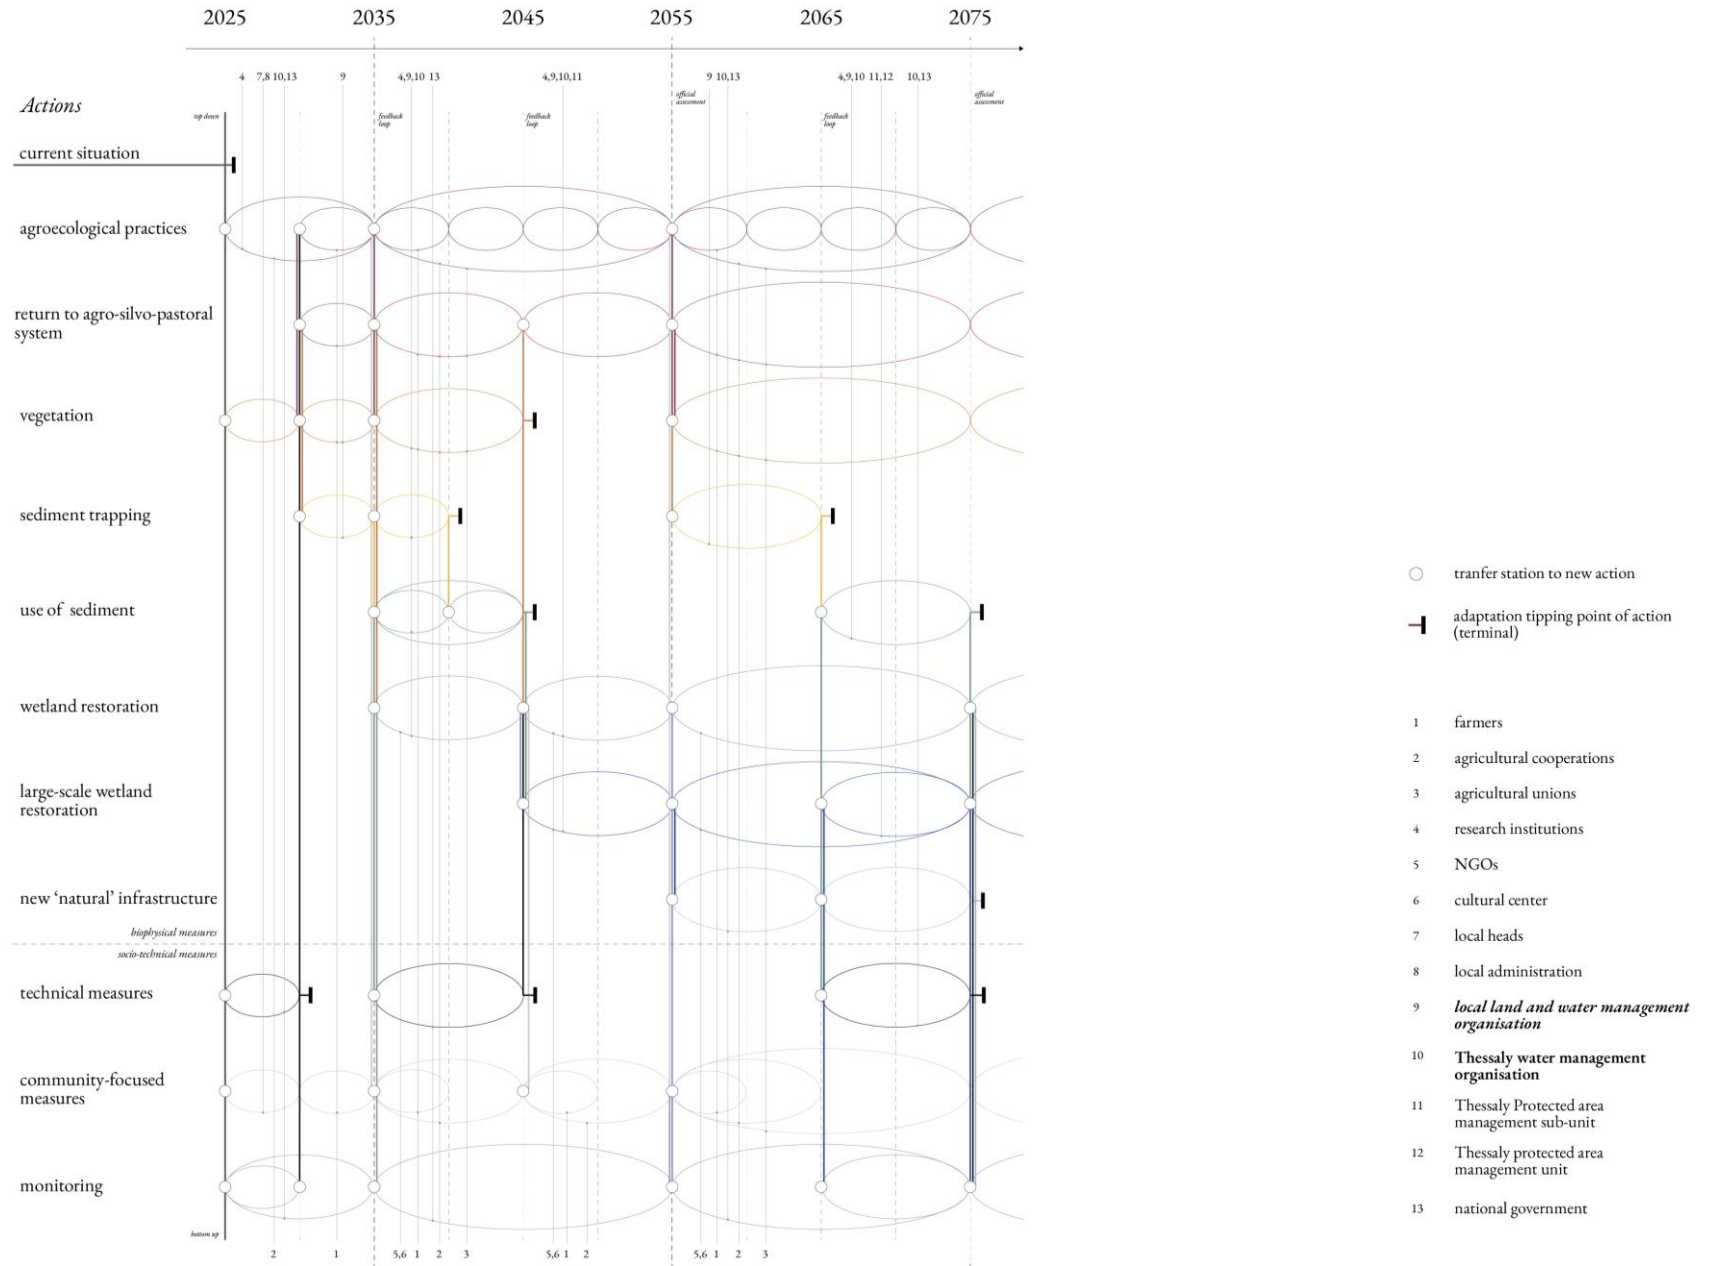 2025 2035 2045 2055 2065 2075
4 7,8 10,13 9 4,9,10 13 4,9,10,11 9 10,13 4,9,10 11,12 10,13
Actions
official
assessment
official
assessment
top down
feedback
loop
feedback
loop
feedback
loop
current situation
agroecological practices
return to agro-silvo-pastoral
system
vegetation
sediment trapping
use of sediment
wetland restoration
large-scale wetland
restoration
new ‘natural’ infrastructure
biophysical measures
socio-technical measures
technical measures
community-focused
measures
monitoring
bottom up
2 1 5,6 1 2 3 5,6 1 2 5,6 1 2 3
tranfer station to new action
adaptation tipping point of action
(terminal)
1 farmers
2 agricultural cooperations
3 agricultural unions
4 research institutions
5 NGOs
6 cultural center
7 local heads
8 local administration
9 local land and water management
organisation
10 Thessaly water management
organisation
11 Thessaly Protected area
management sub-unit
12 Thessaly protected area
management unit
13 national government